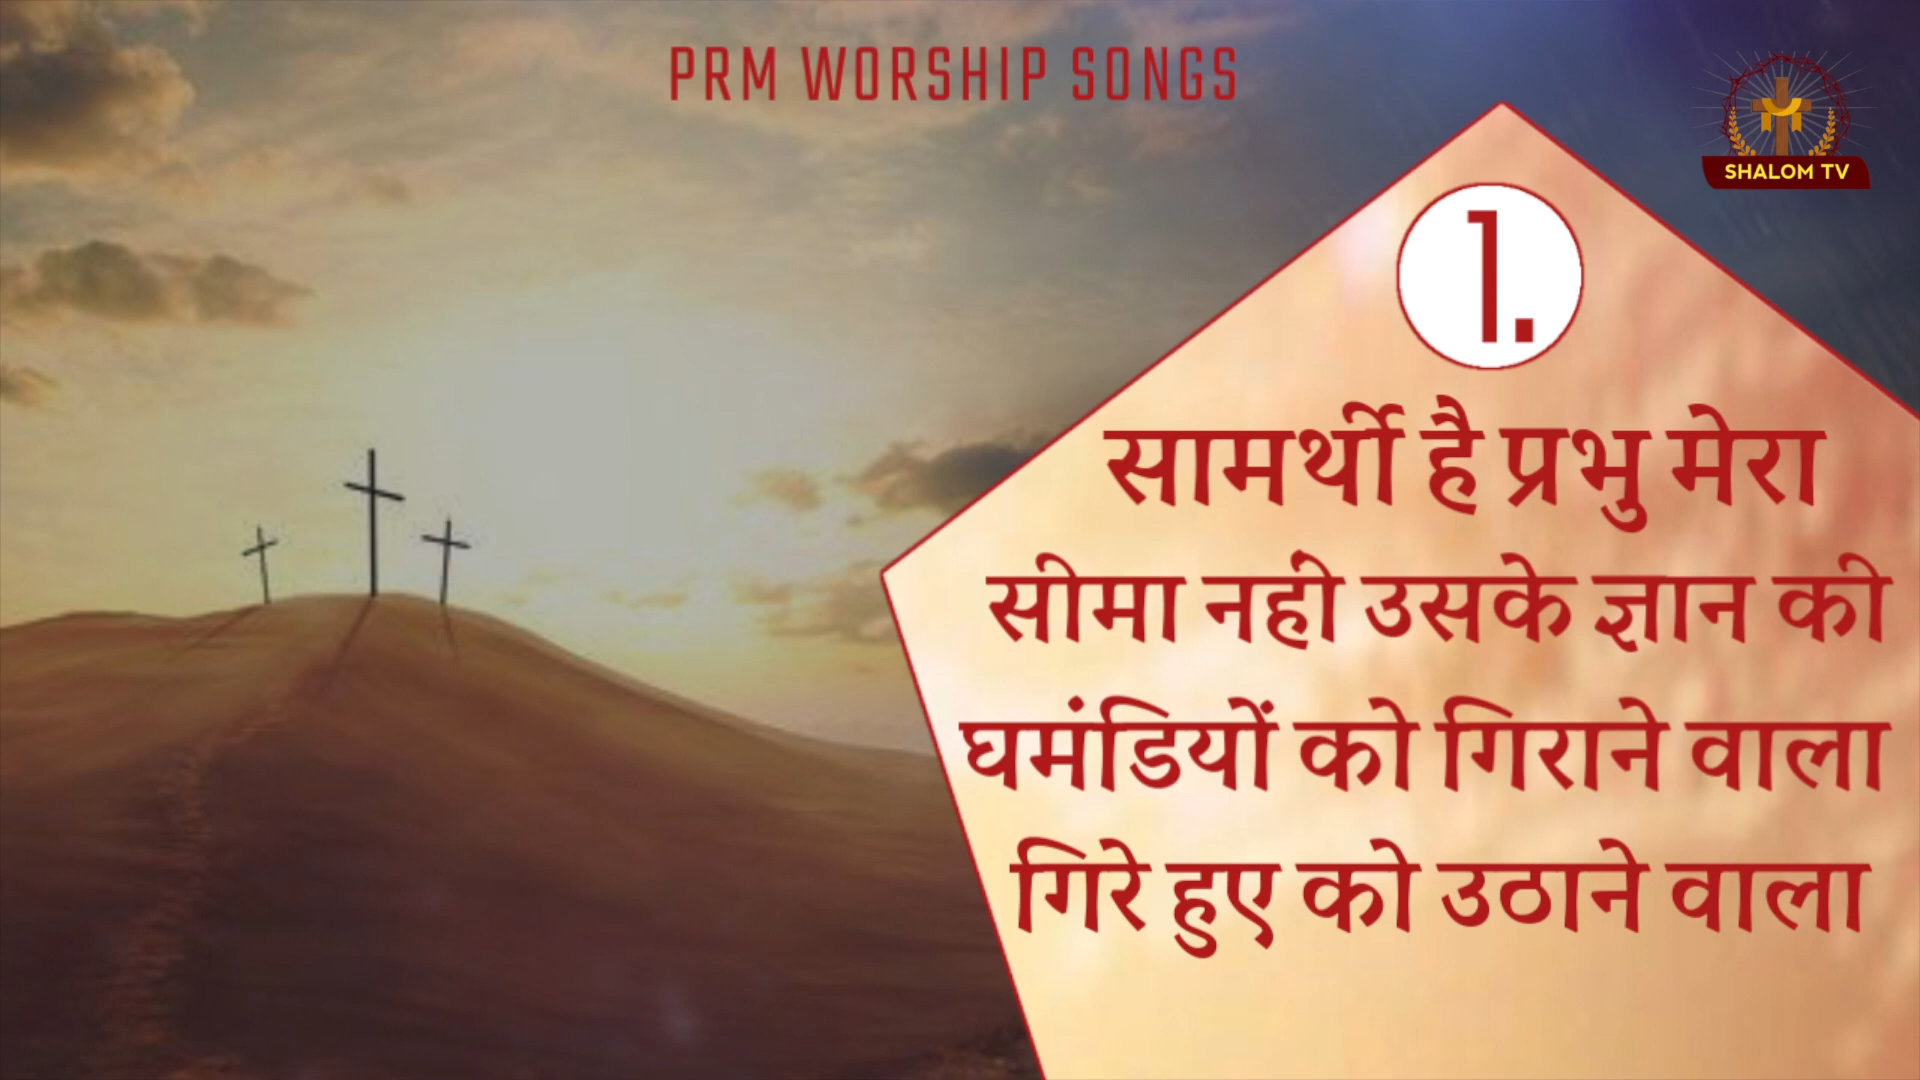 PRM WORSHIP SONGS
SHALOM TV
1.
सामर्थी है प्रभु मेरा
सीमा नहीं उसके ज्ञान की
घमंडियों को गिराने वाला
गिरे हुए को उठाने वाला